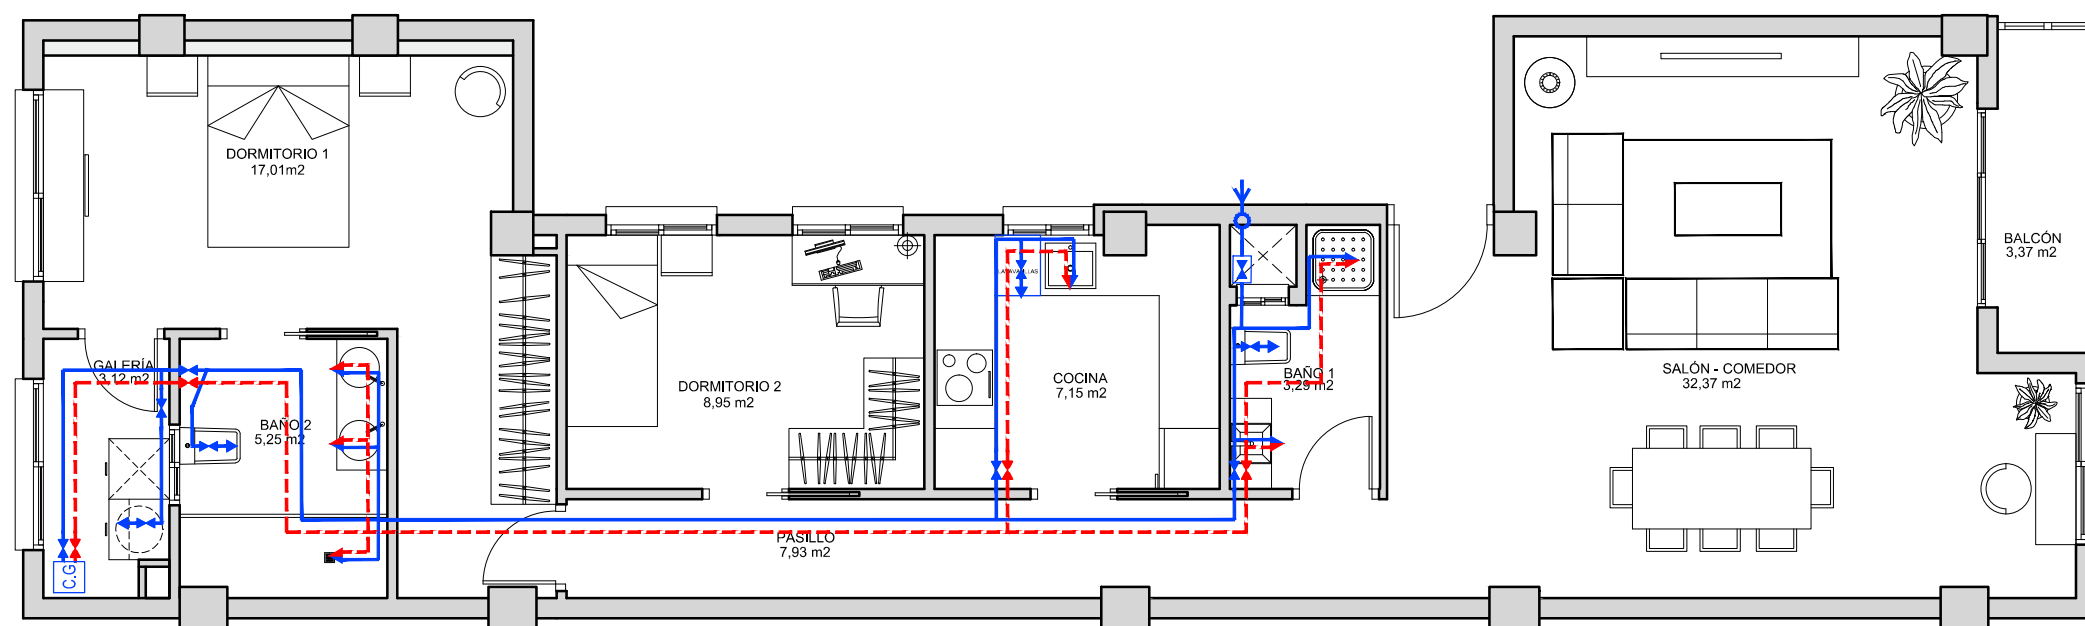 DORMITORIO 1
17,01m2
BALCÓN
3,37 m2
LAVAVAJILLAS
GALERÍA
3,12 m2
BAÑO 2
5,25 m2
DORMITORIO 2
8,95 m2
COCINA
7,15 m2
BAÑO 1
3,29 m2
SALÓN - COMEDOR
32,37 m2
PASILLO
7,93 m2
C.G